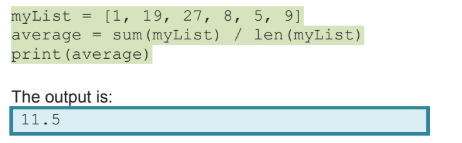 myList = [1, 19, 27, 8, 5, 9]
average = sum(myList) / len(myList)
print(average)
The output is:
11.5